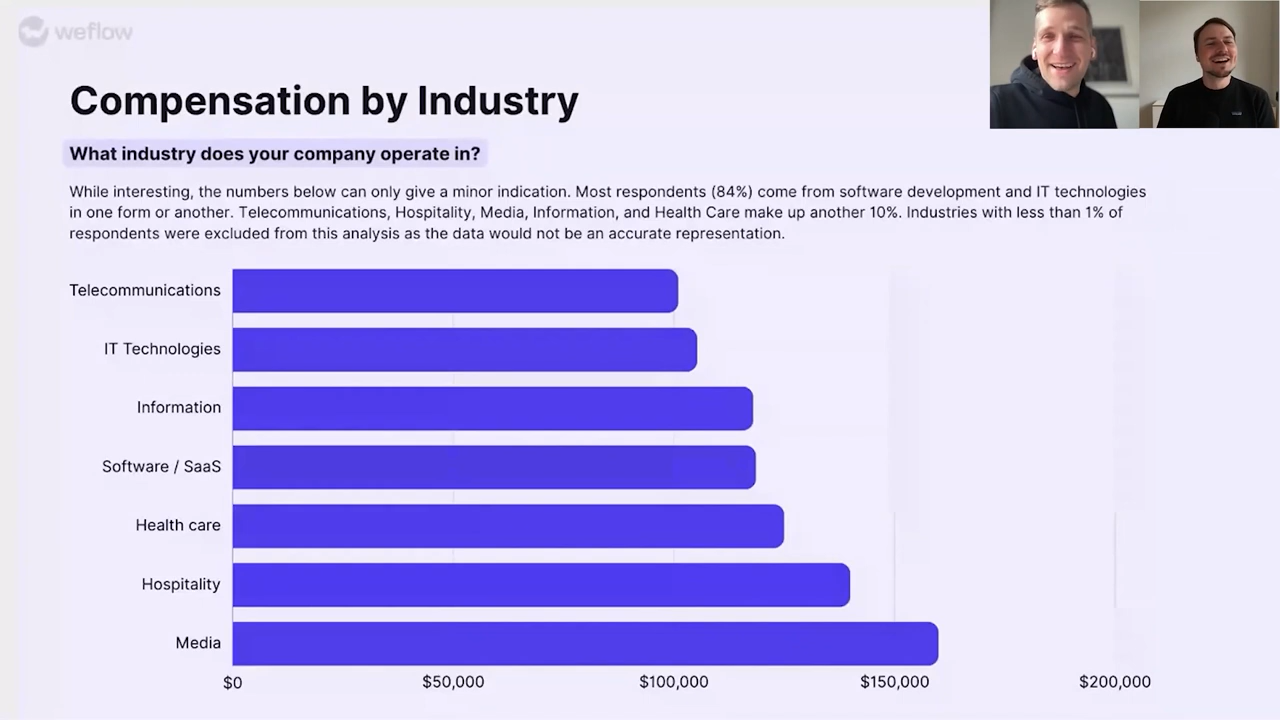 weflow
Compensation by Industry
What industry does your company operate in?
While interesting, the numbers below can only give a minor indication. Most respondents (84%) come from software development and IT technologies
in one form or another. Telecommunications, Hospitality, Media, Information, and Health Care make up another 10%. Industries with less than 1% of
respondents were excluded from this analysis as the data would not be an accurate representation.
Telecommunications
IT Technologies
Information
Software / SaaS
Health care
Hospitality
Media
$0 $50,000 $100,000 $150,000 $200,000